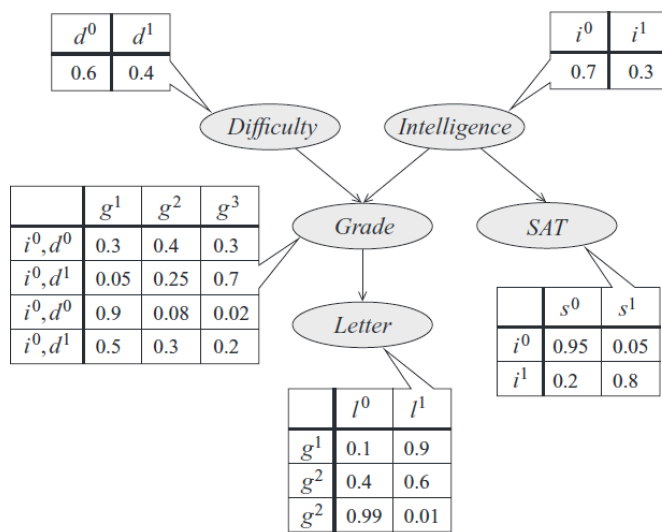 d⁰ d¹
0.6 0.4
i⁰ i¹
0.7 0.3
Difficulty
Intelligence
g¹ g² g³
i⁰, d⁰ 0.3 0.4 0.3
i⁰, d¹ 0.05 0.25 0.7
i⁰, d⁰ 0.9 0.08 0.02
i⁰, d¹ 0.5 0.3 0.2
Grade
SAT
Letter
s⁰ s¹
i⁰ 0.95 0.05
i¹ 0.2 0.8
l⁰ l¹
g¹ 0.1 0.9
g² 0.4 0.6
g² 0.99 0.01